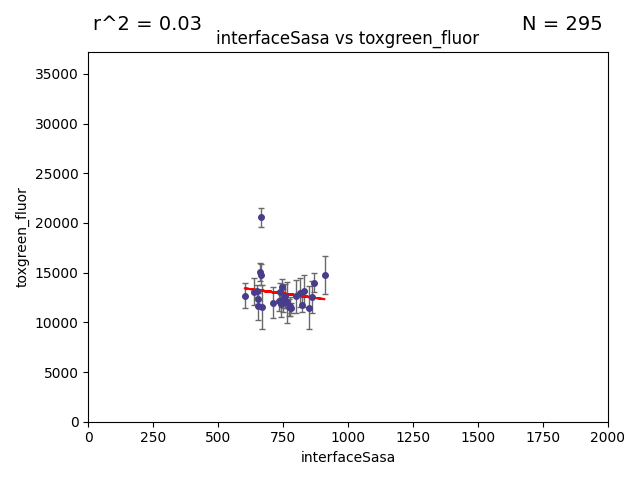 r^2 = 0.03
N = 295
interfaceSasa vs toxgreen_fluor
35000
30000
25000
20000
15000
10000
5000
0
toxgreen_fluor
0 250 500 750 1000 1250 1500 1750 2000
interfaceSasa